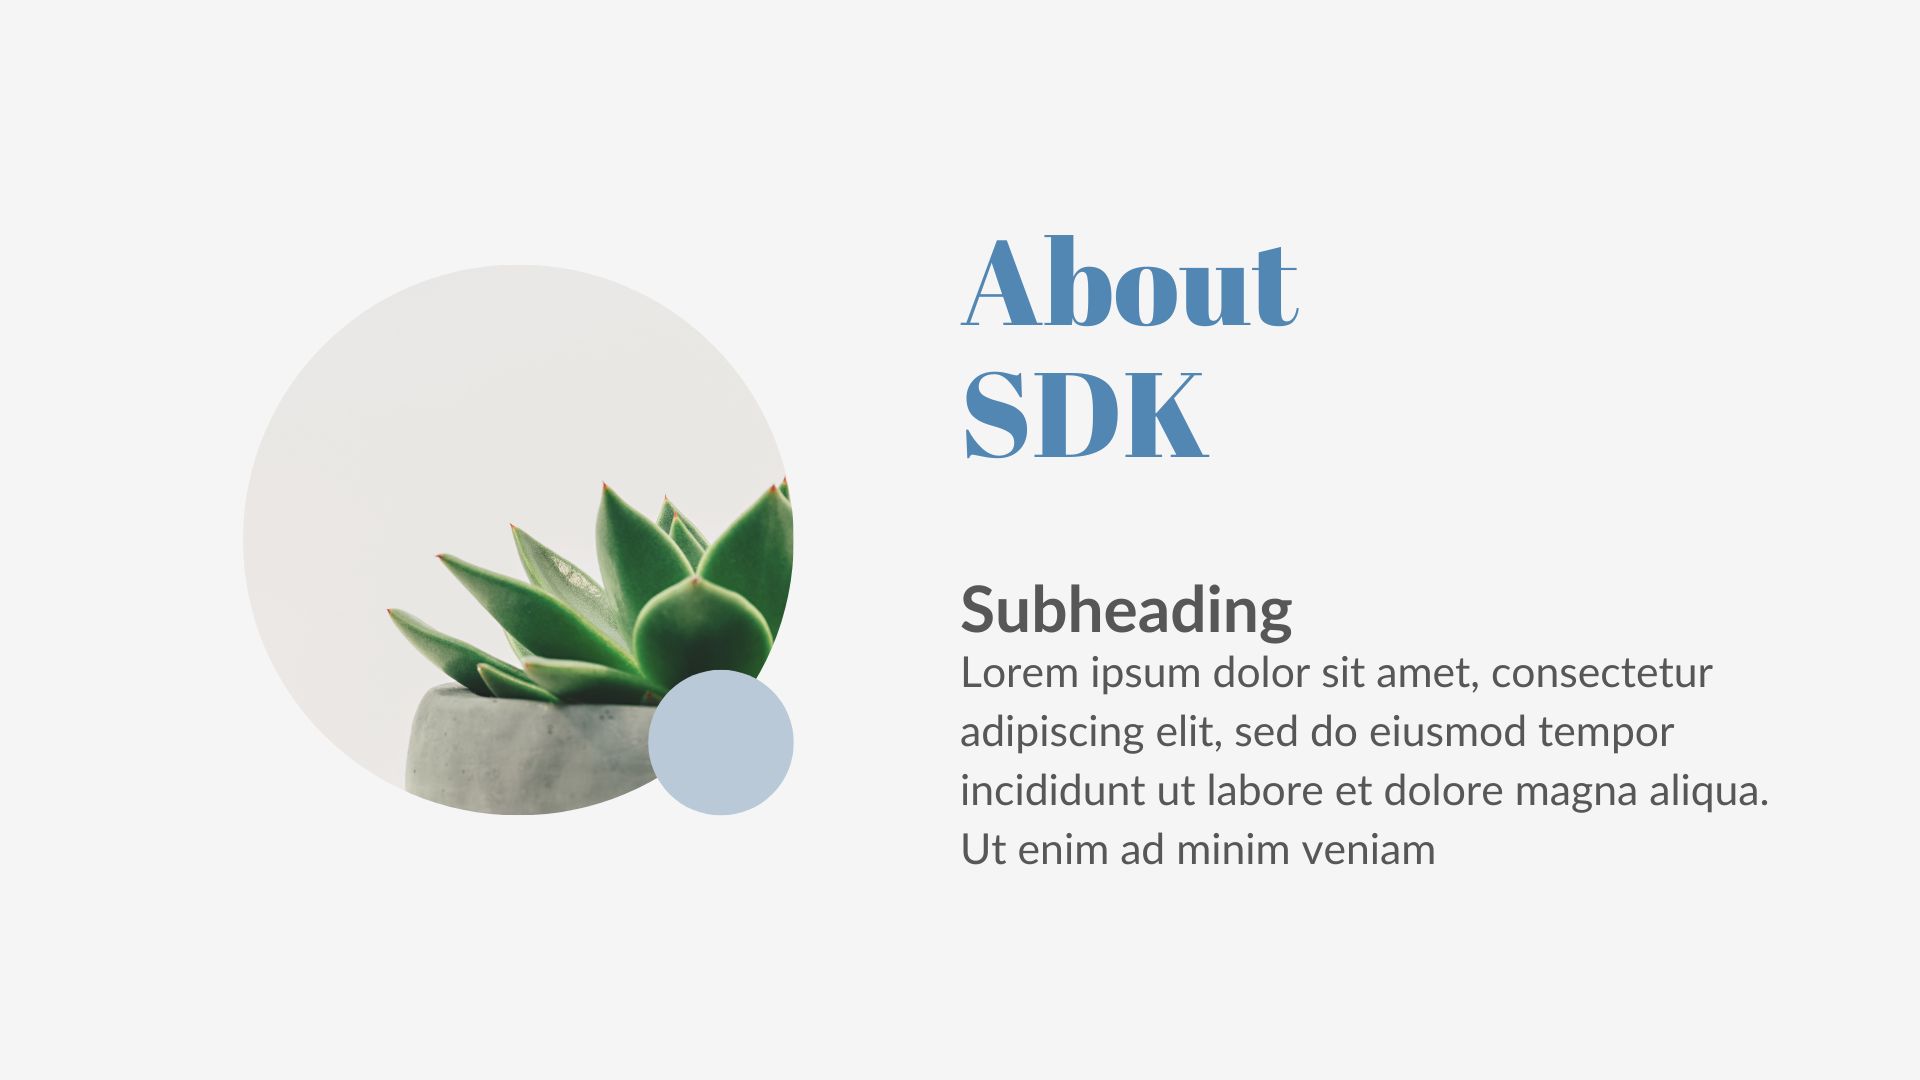 About
SDK
Subheading
Lorem ipsum dolor sit amet, consectetur
adipiscing elit, sed do eiusmod tempor
incididunt ut labore et dolore magna aliqua.
Ut enim ad minim veniam